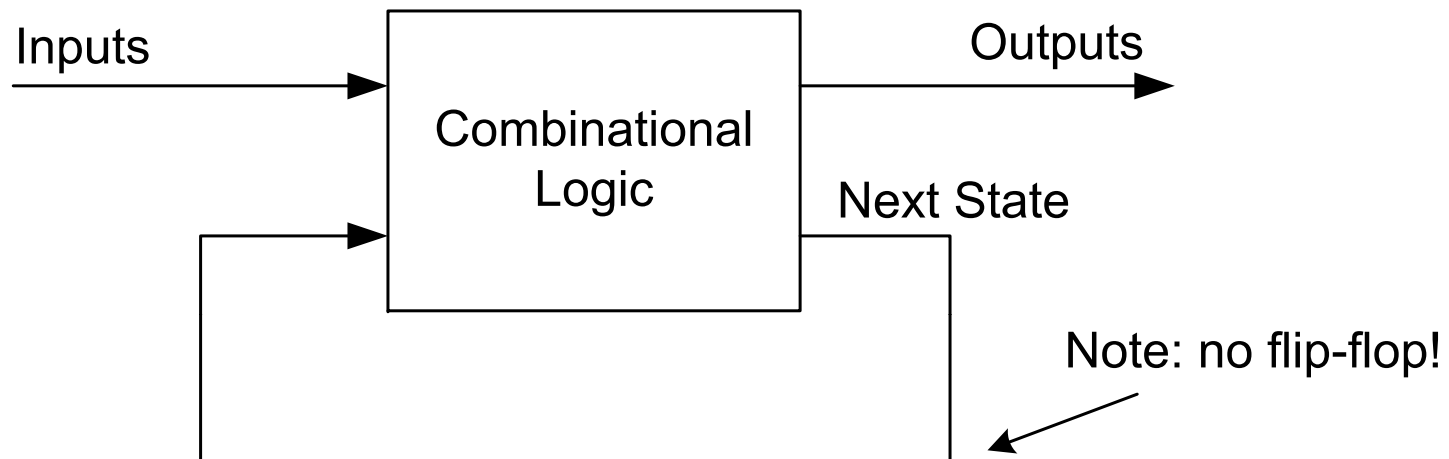 Inputs
Outputs
Combinational
Logic
Next State
Note: no flip-flop!